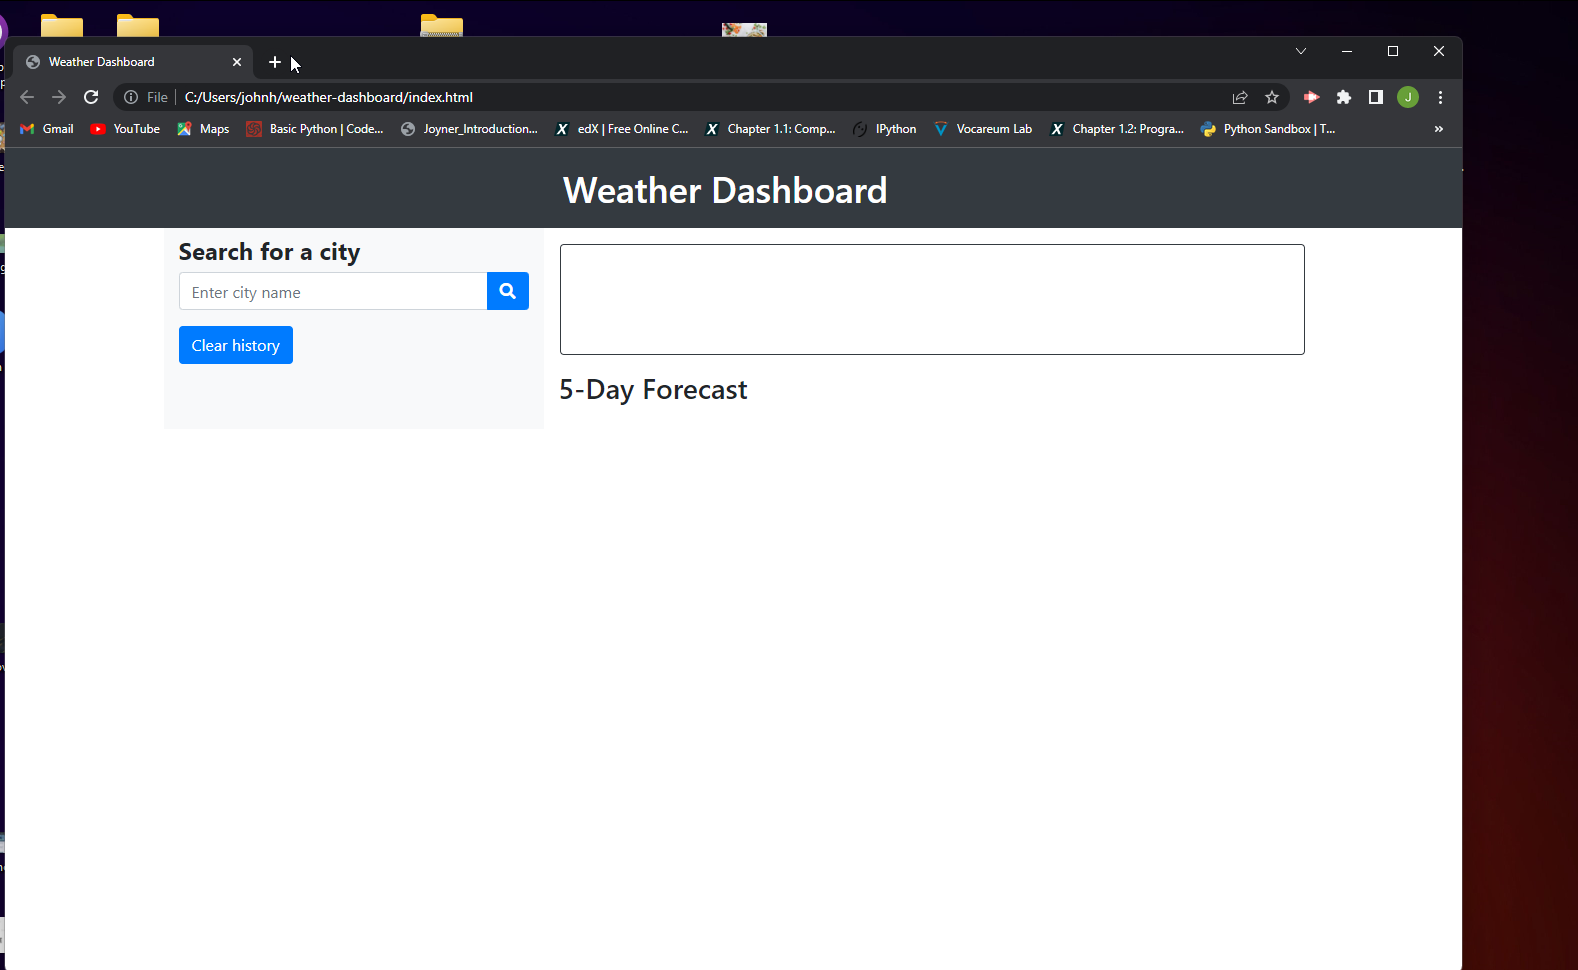 Weather Dashboard
File C:/Users/johnh/weather-dashboard/index.html
J
Gmail YouTube Maps Basic Python | Code... Joyner_Introduction... edX | Free Online C... Chapter 1.1: Comp... IPython Vocareum Lab Chapter 1.2: Progra... Python Sandbox | T... »
Weather Dashboard
Search for a city
Enter city name
Clear history
5-Day Forecast